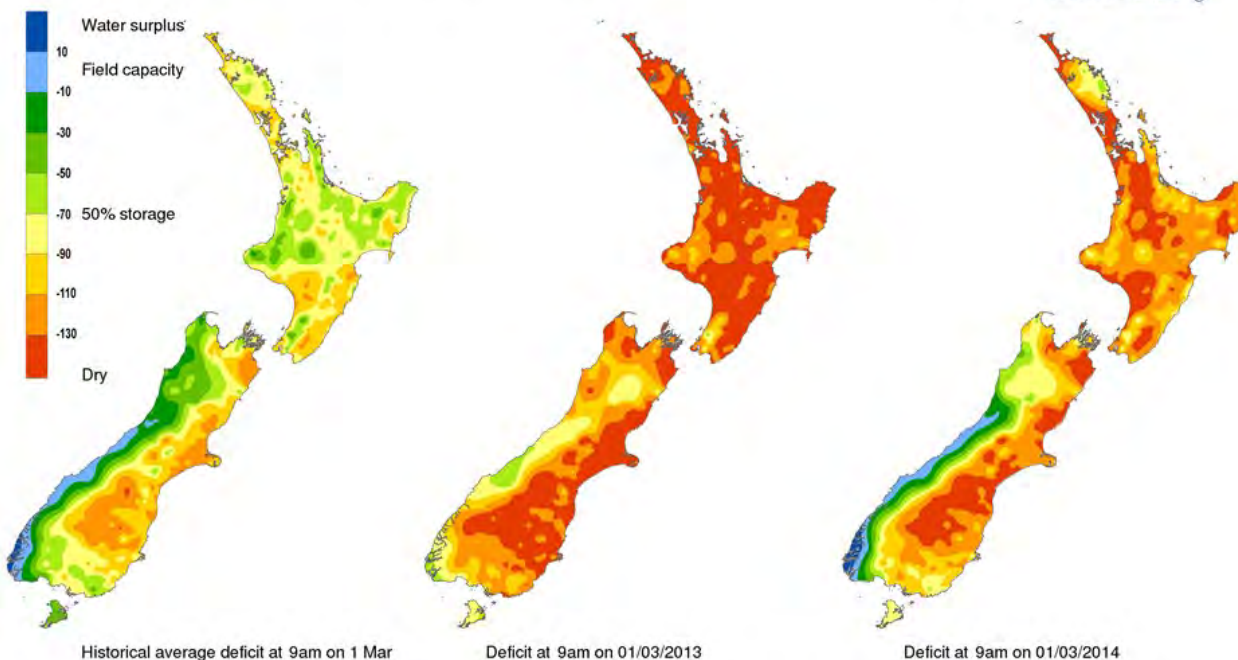 Water surplus
10
Field capacity
-10
-30
-50
-70
50% storage
-90
-110
-130
Dry
Historical average deficit at 9am on 1 Mar
Deficit at 9am on 01/03/2013
Deficit at 9am on 01/03/2014